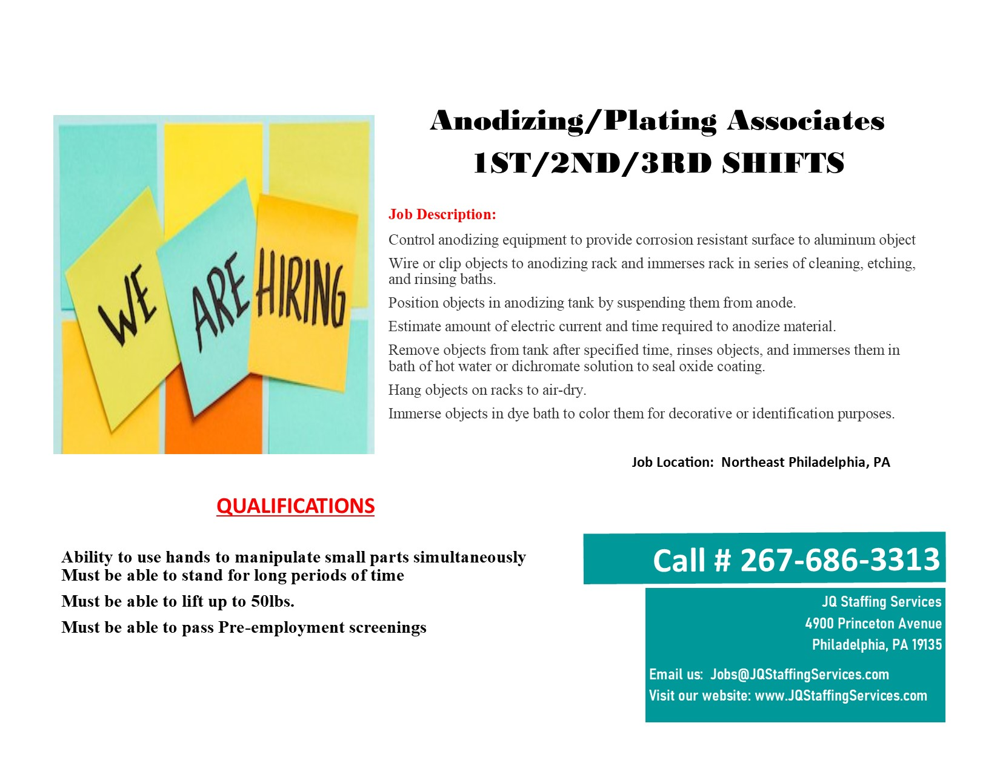 WE
ARE
HIRING
Anodizing/Plating Associates
1ST/2ND/3RD SHIFTS
Job Description:
Control anodizing equipment to provide corrosion resistant surface to aluminum object
Wire or clip objects to anodizing rack and immerses rack in series of cleaning, etching,
and rinsing baths.
Position objects in anodizing tank by suspending them from anode.
Estimate amount of electric current and time required to anodize material.
Remove objects from tank after specified time, rinses objects, and immerses them in
bath of hot water or dichromate solution to seal oxide coating.
Hang objects on racks to air-dry.
Immerse objects in dye bath to color them for decorative or identification purposes.
Job Location:  Northeast Philadelphia, PA
QUALIFICATIONS
Ability to use hands to manipulate small parts simultaneously
Must be able to stand for long periods of time
Must be able to lift up to 50lbs.
Must be able to pass Pre-employment screenings
Call # 267-686-3313
JQ Staffing Services
4900 Princeton Avenue
Philadelphia, PA 19135
Email us:  Jobs@JQStaffingServices.com
Visit our website: www.JQStaffingServices.com